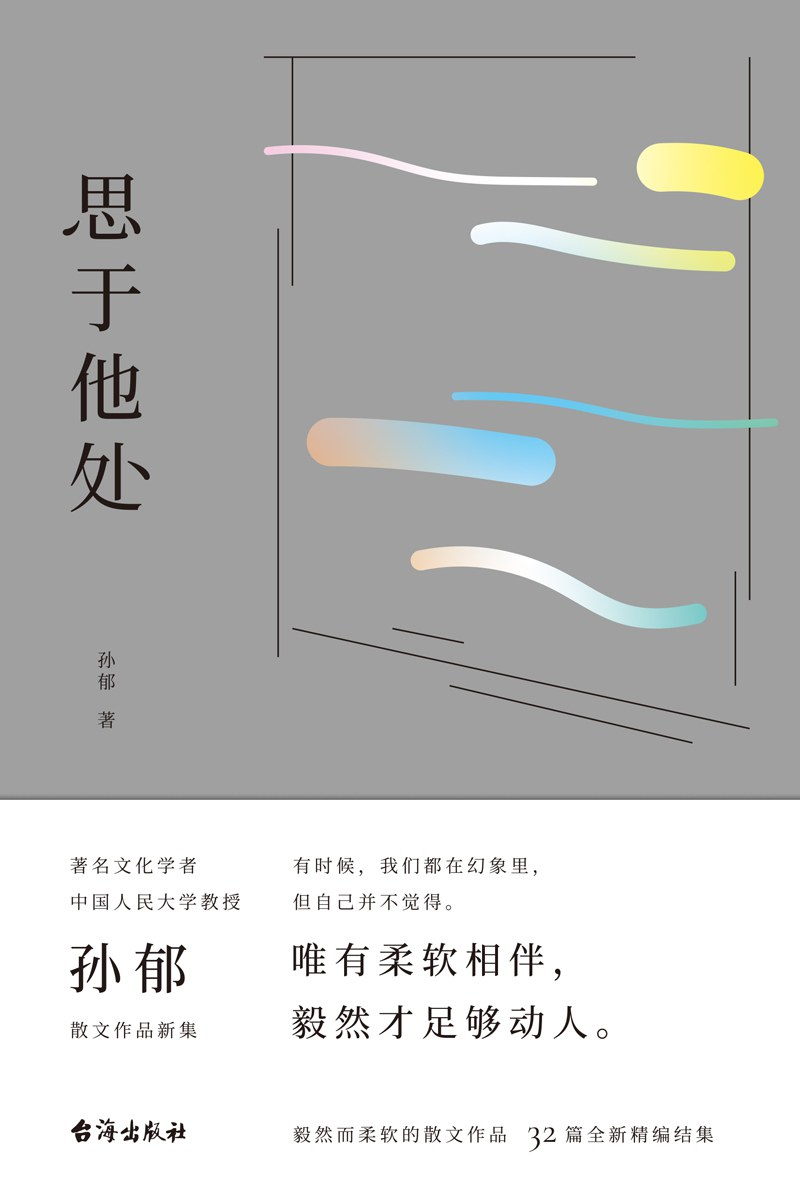 思于他处
孙郁 著
著名文化学者
中国人民大学教授
孙郁
散文作品新集
有时候，我们都在幻象里，
但自己并不觉得。
唯有柔软相伴，
毅然才足够动人。
台海出版社
毅然而柔软的散文作品 32篇全新精编结集